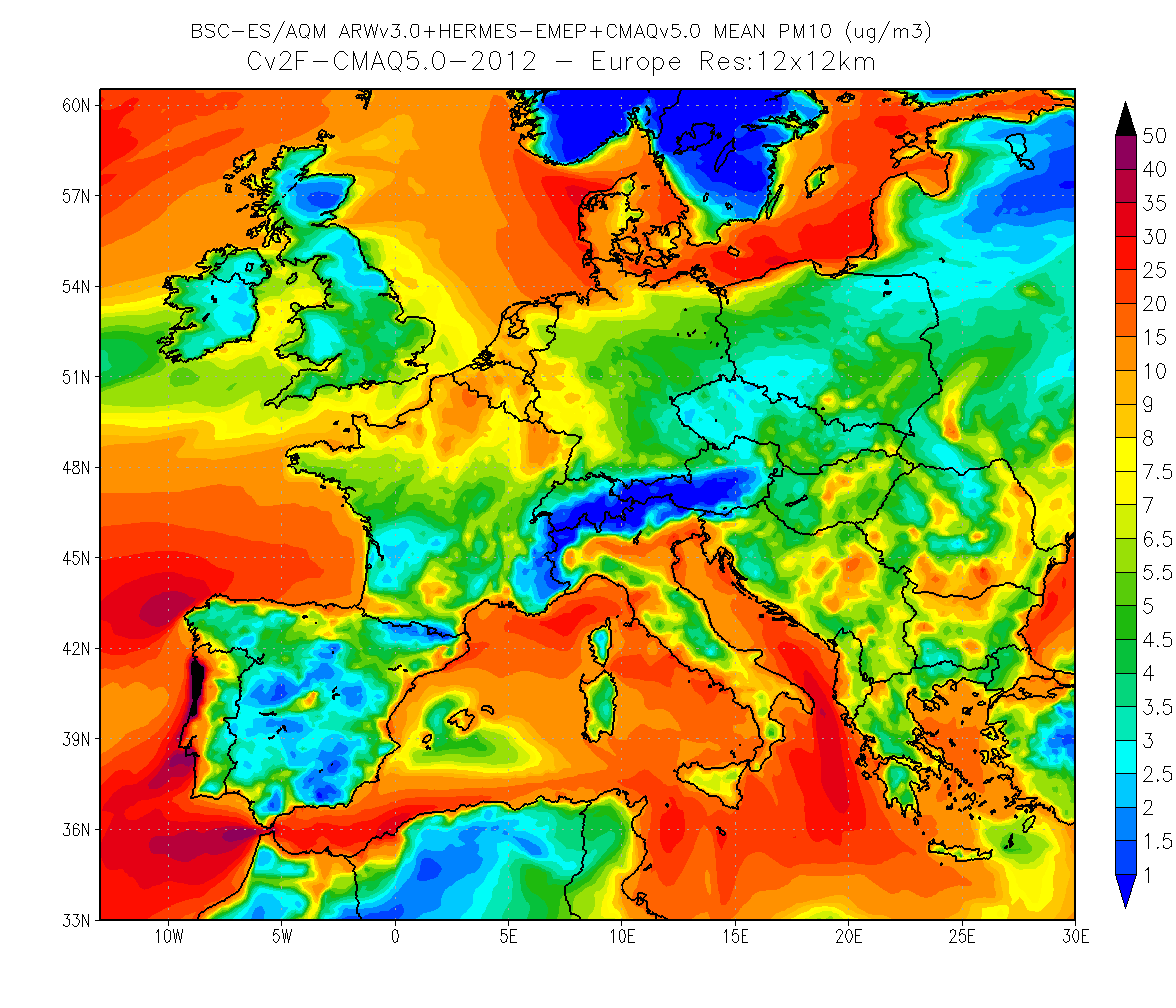 BSC-ES/AQM ARWv3.0+HERMES-EMEP+CMAQv5.0 MEAN PM10 (ug/m3)
Cv2F-CMAQ5.0-2012 - Europe Res:12x12km
60N
57N
54N
51N
48N
45N
42N
39N
36N
33N
10W 5W 0 5E 10E 15E 20E 25E 30E
50
40
35
30
25
20
15
10
9
8
7.5
7
6.5
6
5.5
5
4.5
4
3.5
3
2.5
2
1.5
1